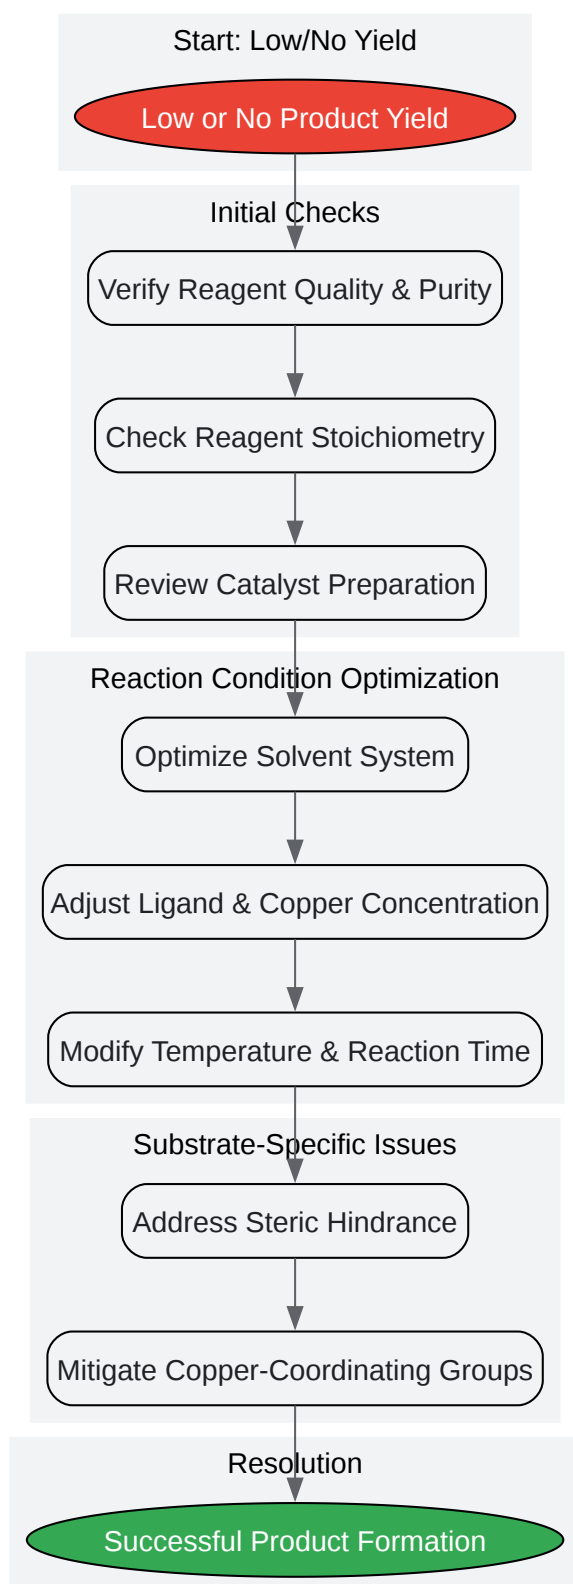 Start: Low/No Yield
Low or No Product Yield
Initial Checks
Verify Reagent Quality & Purity
Check Reagent Stoichiometry
Review Catalyst Preparation
Reaction Condition Optimization
Optimize Solvent System
Adjust Ligand & Copper Concentration
Modify Temperature & Reaction Time
Substrate-Specific Issues
Address Steric Hindrance
Mitigate Copper-Coordinating Groups
Resolution
Successful Product Formation